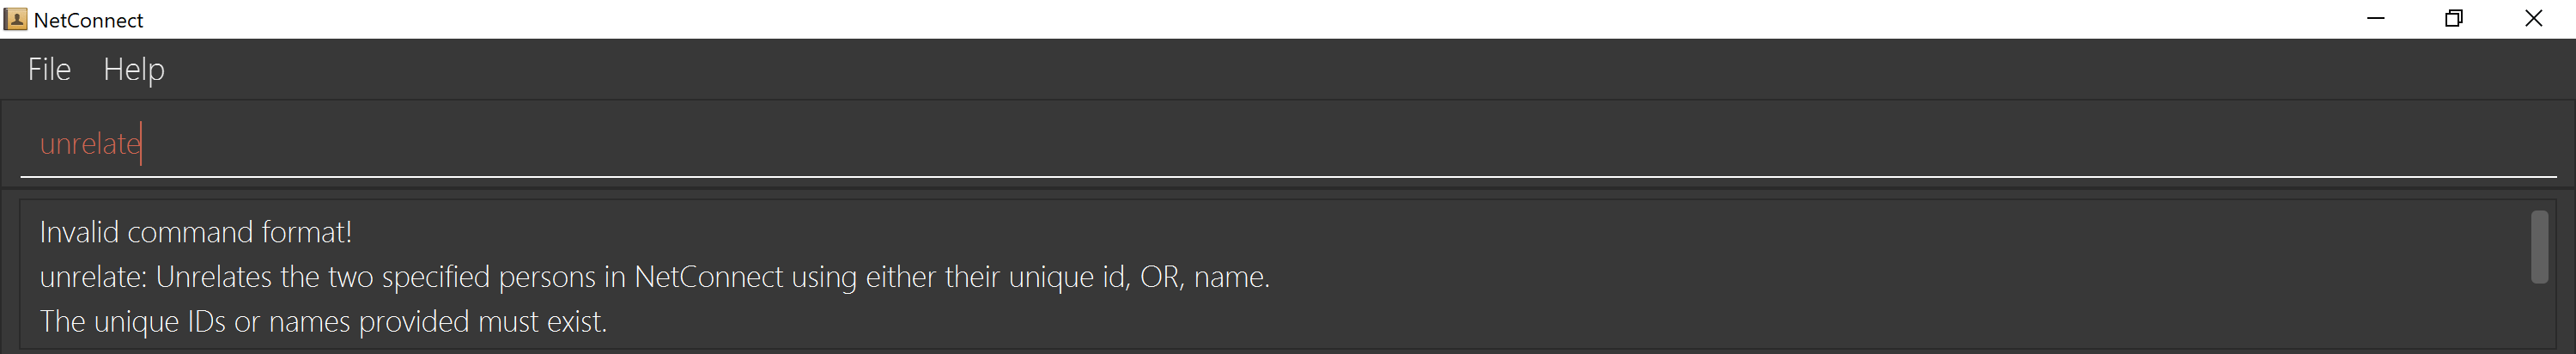 NetConnect
File Help
unrelate
Invalid command format!
unrelate: Unrelates the two specified persons in NetConnect using either their unique id, OR, name.
The unique IDs or names provided must exist.